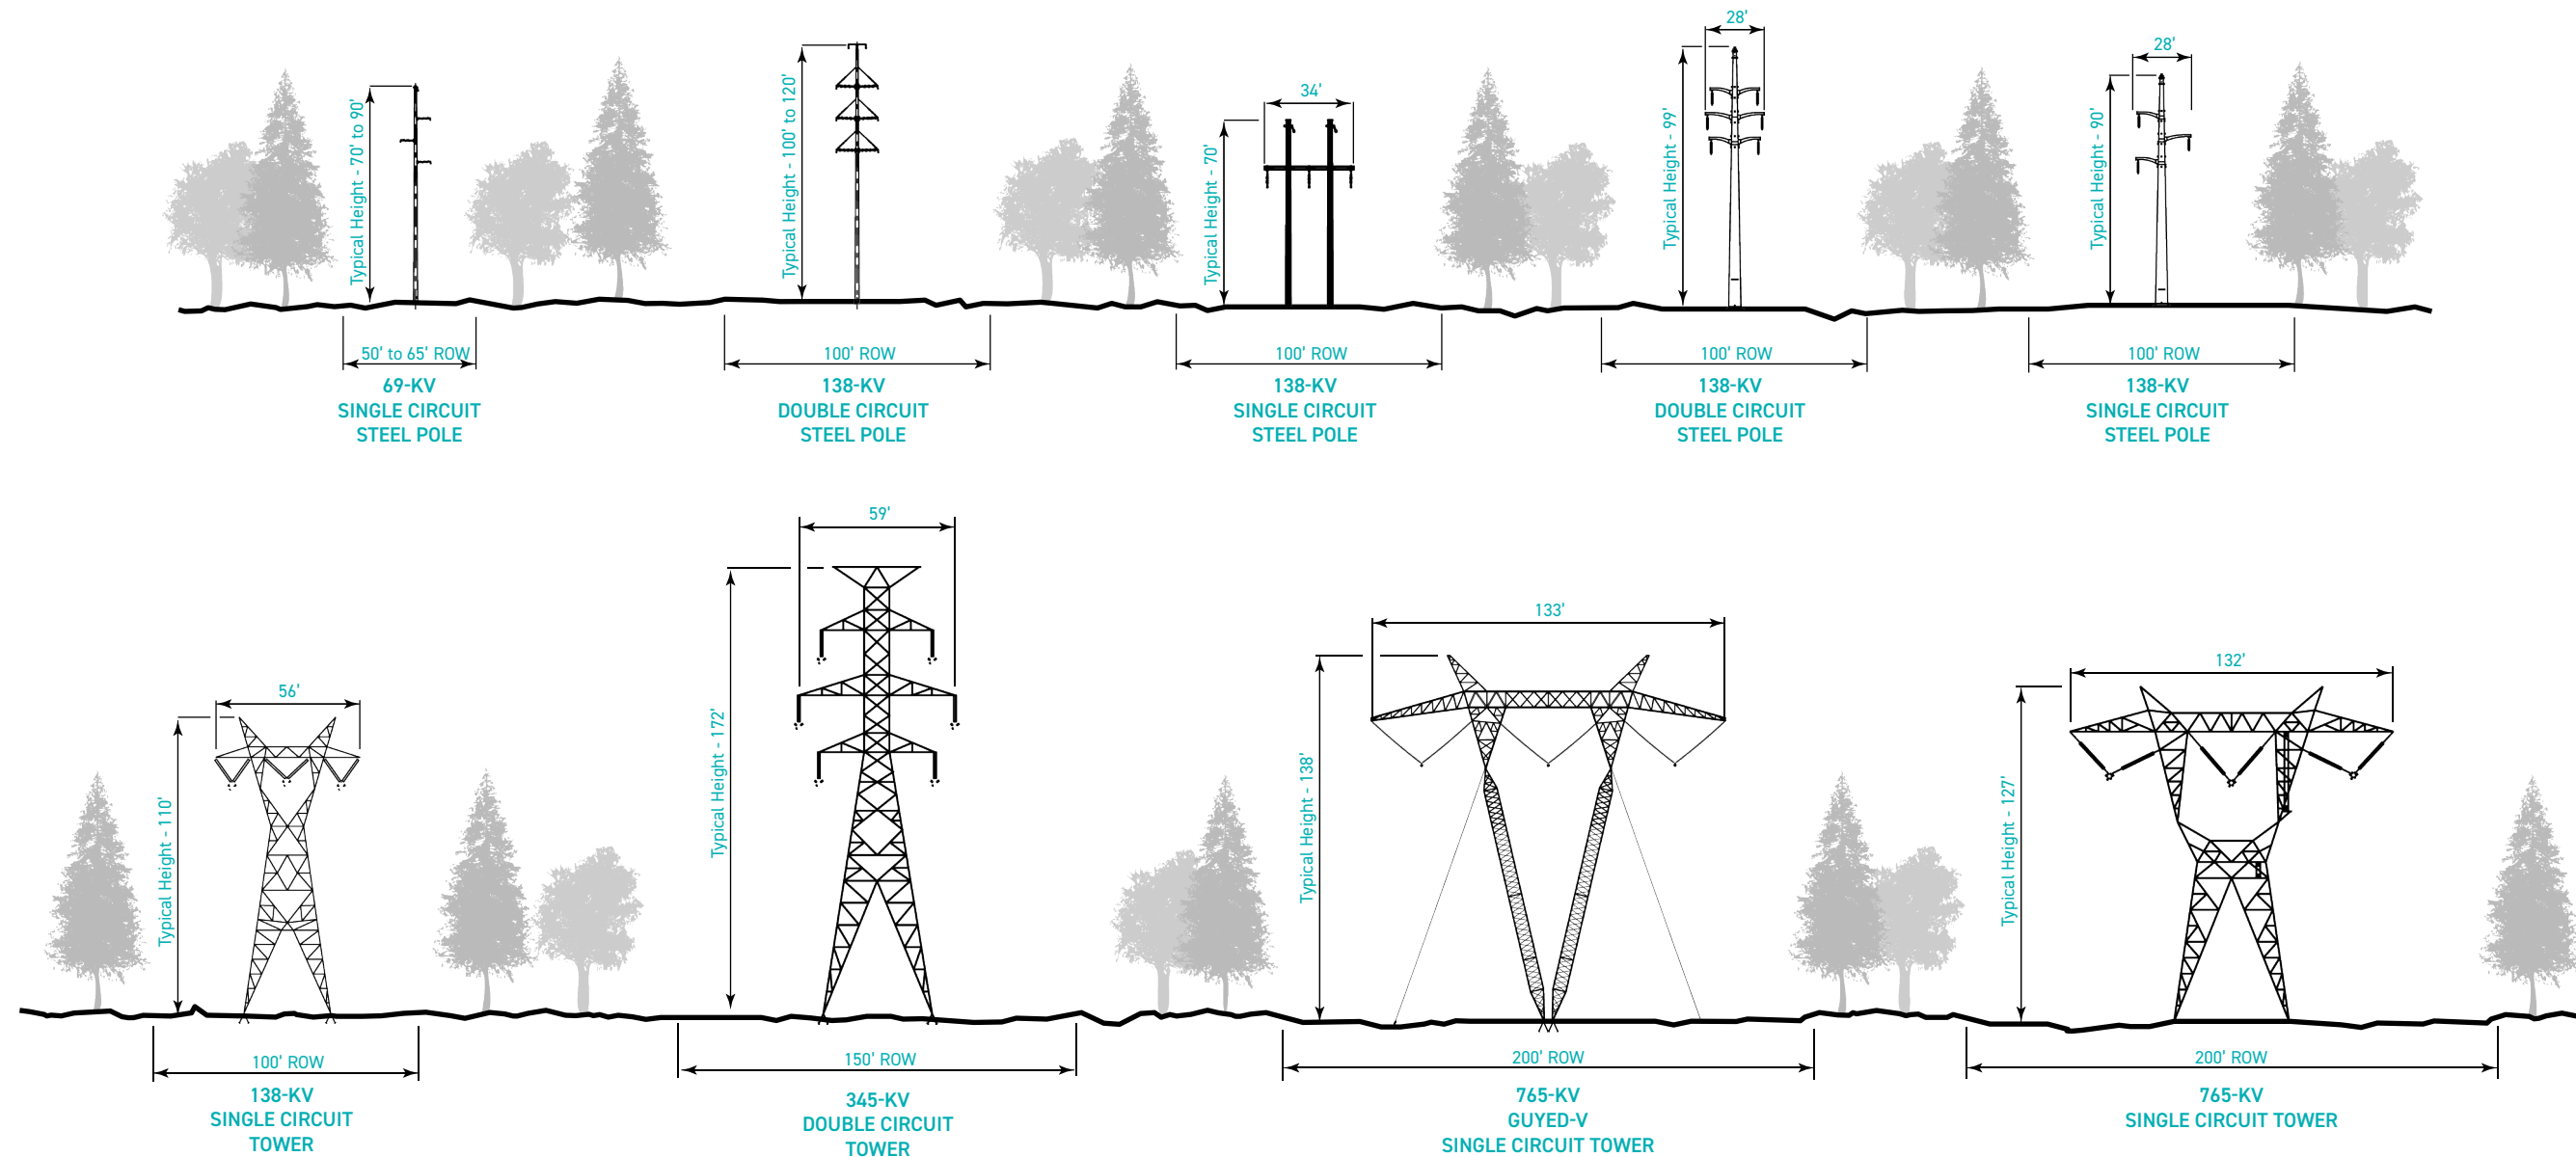 Typical Height - 70' to 90'
50' to 65' ROW
69-KV
SINGLE CIRCUIT
STEEL POLE
Typical Height - 100' to 120'
100' ROW
138-KV
DOUBLE CIRCUIT
STEEL POLE
34'
Typical Height - 70'
100' ROW
138-KV
SINGLE CIRCUIT
STEEL POLE
28'
Typical Height - 99'
100' ROW
138-KV
DOUBLE CIRCUIT
STEEL POLE
28'
Typical Height - 90'
100' ROW
138-KV
SINGLE CIRCUIT
STEEL POLE
56'
Typical Height - 110'
100' ROW
138-KV
SINGLE CIRCUIT
TOWER
59'
Typical Height - 172'
150' ROW
345-KV
DOUBLE CIRCUIT
TOWER
133'
Typical Height - 138'
200' ROW
765-KV
GUYED-V
SINGLE CIRCUIT TOWER
132'
Typical Height - 127'
200' ROW
765-KV
SINGLE CIRCUIT TOWER